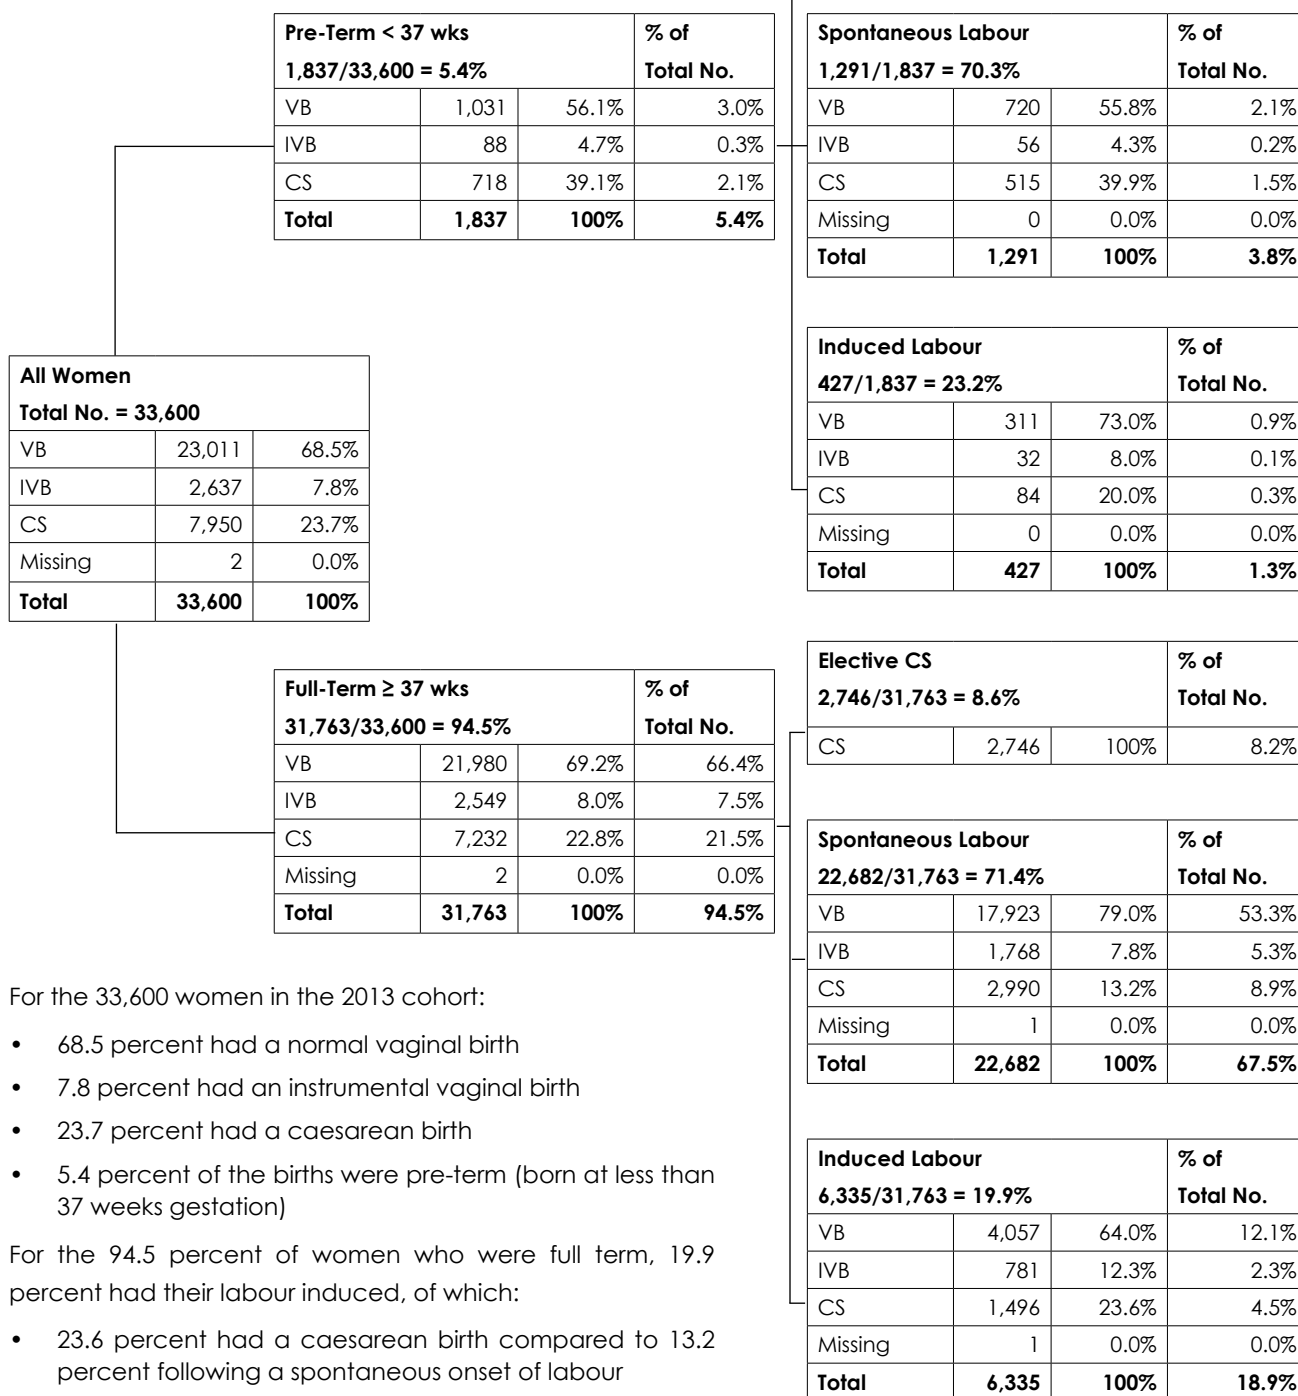 Pre-Term < 37 wks % of
1,837/33,600 = 5.4% Total No.
VB 1,031 56.1% 3.0%
IVB 88 4.7% 0.3%
CS 718 39.1% 2.1%
Total 1,837 100% 5.4%
Spontaneous Labour % of
1,291/1,837 = 70.3% Total No.
VB 720 55.8% 2.1%
IVB 56 4.3% 0.2%
CS 515 39.9% 1.5%
Missing 0 0.0% 0.0%
Total 1,291 100% 3.8%
Induced Labour % of
427/1,837 = 23.2% Total No.
VB 311 73.0% 0.9%
IVB 32 8.0% 0.1%
CS 84 20.0% 0.3%
Missing 0 0.0% 0.0%
Total 427 100% 1.3%
All Women
Total No. = 33,600
VB 23,011 68.5%
IVB 2,637 7.8%
CS 7,950 23.7%
Missing 2 0.0%
Total 33,600 100%
Full-Term ≥ 37 wks % of
31,763/33,600 = 94.5% Total No.
VB 21,980 69.2% 66.4%
IVB 2,549 8.0% 7.5%
CS 7,232 22.8% 21.5%
Missing 2 0.0% 0.0%
Total 31,763 100% 94.5%
Elective CS % of
2,746/31,763 = 8.6% Total No.
CS 2,746 100% 8.2%
Spontaneous Labour % of
22,682/31,763 = 71.4% Total No.
VB 17,923 79.0% 53.3%
IVB 1,768 7.8% 5.3%
CS 2,990 13.2% 8.9%
Missing 1 0.0% 0.0%
Total 22,682 100% 67.5%
Induced Labour % of
6,335/31,763 = 19.9% Total No.
VB 4,057 64.0% 12.1%
IVB 781 12.3% 2.3%
CS 1,496 23.6% 4.5%
Missing 1 0.0% 0.0%
Total 6,335 100% 18.9%
For the 33,600 women in the 2013 cohort:
• 68.5 percent had a normal vaginal birth
• 7.8 percent had an instrumental vaginal birth
• 23.7 percent had a caesarean birth
• 5.4 percent of the births were pre-term (born at less than
37 weeks gestation)
For the 94.5 percent of women who were full term, 19.9
percent had their labour induced, of which:
• 23.6 percent had a caesarean birth compared to 13.2
percent following a spontaneous onset of labour